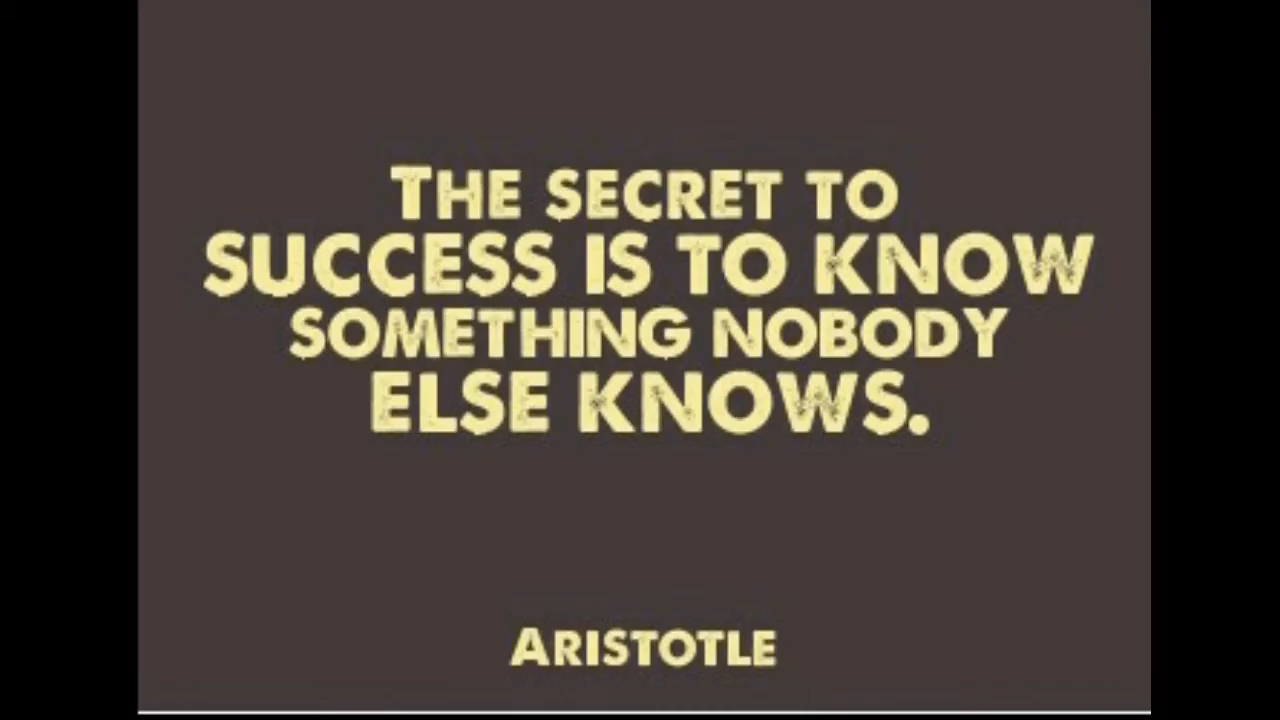 THE SECRET TO
SUCCESS IS TO KNOW
SOMETHING NOBODY
ELSE KNOWS.
ARISTOTLE